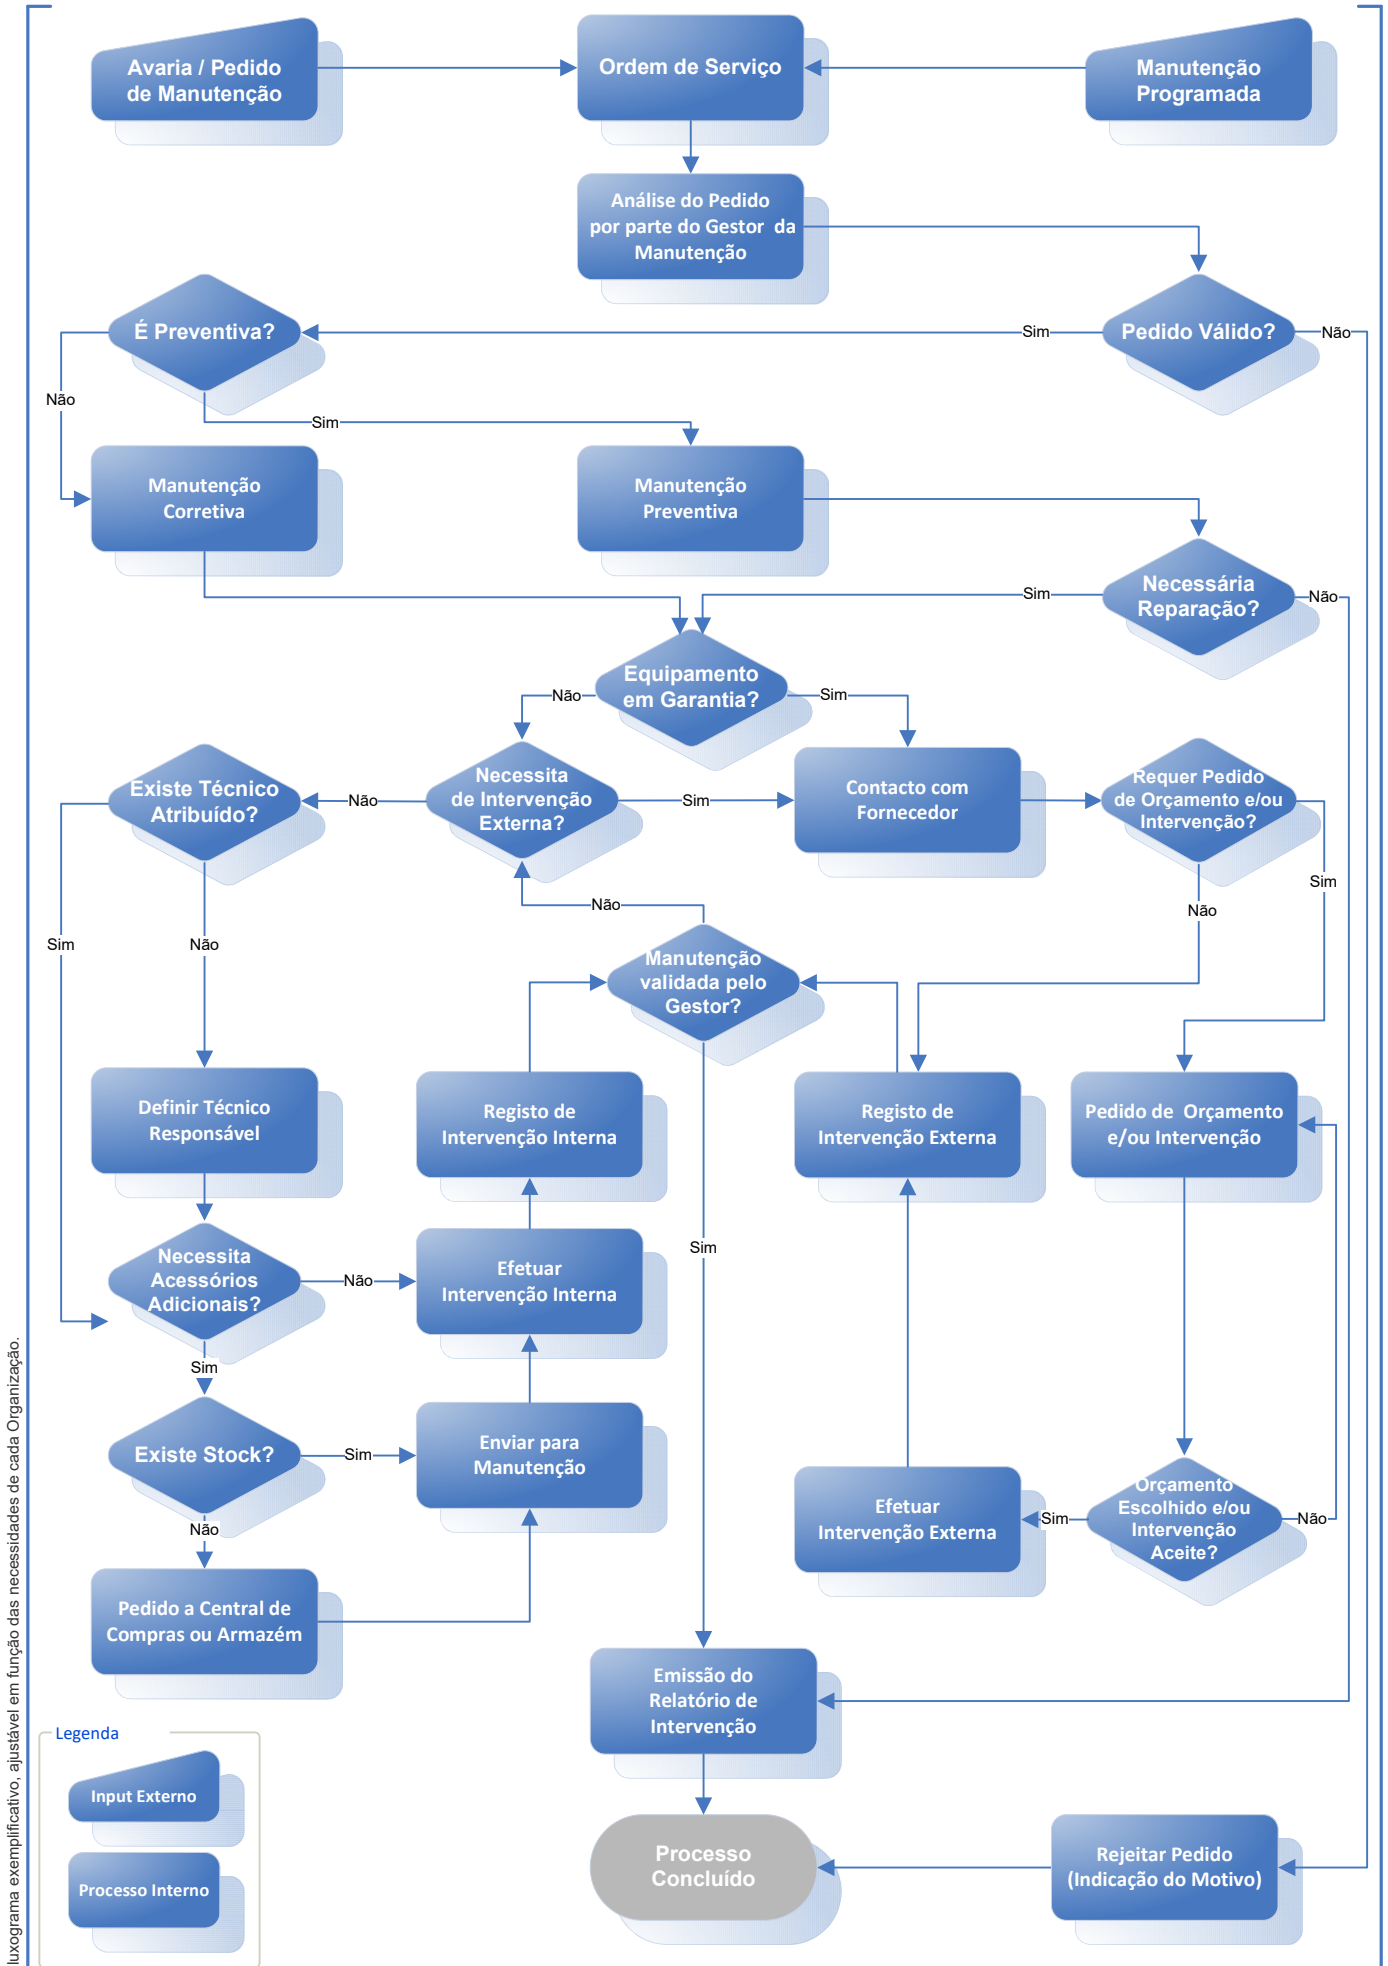 Avaria / Pedido
de Manutenção
Ordem de Serviço
Manutenção
Programada
Análise do Pedido
por parte do Gestor da
Manutenção
É Preventiva?
Sim
Pedido Válido?
Não
Não
Sim
Manutenção
Corretiva
Manutenção
Preventiva
Necessária
Reparação?
Sim
Não
Equipamento
em Garantia?
Não
Sim
Existe Técnico
Atribuído?
Não
Necessita
de Intervenção
Externa?
Sim
Contacto com
Fornecedor
Requer Pedido
de Orçamento e/ou
Intervenção?
Sim
Não
Não
Sim
Não
Manutenção
validada pelo
Gestor?
Definir Técnico
Responsável
Registo de
Intervenção Interna
Registo de
Intervenção Externa
Pedido de Orçamento
e/ou Intervenção
Sim
Necessita
Acessórios
Adicionais?
Não
Efetuar
Intervenção Interna
Sim
Existe Stock?
Sim
Enviar para
Manutenção
Não
Efetuar
Intervenção Externa
Sim
Orçamento
Escolhido e/ou
Intervenção
Aceite?
Não
Pedido a Central de
Compras ou Armazém
Emissão do
Relatório de
Intervenção
Processo
Concluído
Rejeitar Pedido
(Indicação do Motivo)
Legenda
Input Externo
Processo Interno
luxograma exemplificativo, ajustável em função das necessidades de cada Organização.